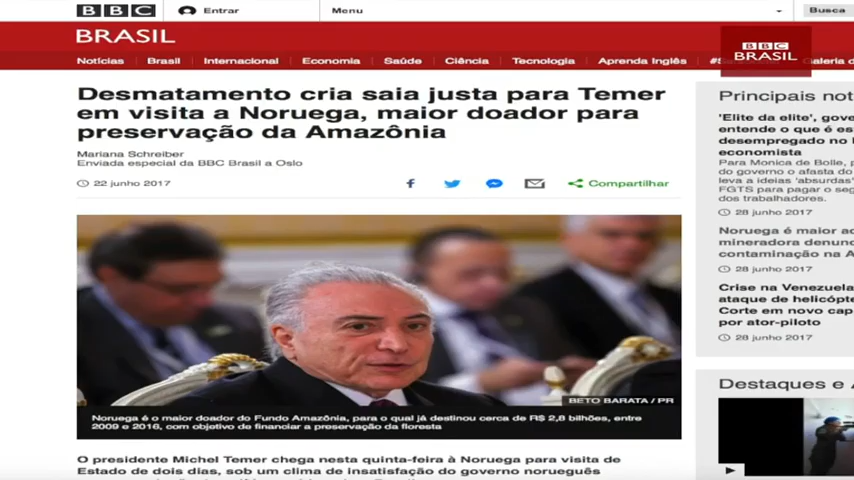 BBC Entrar Menu Busca
BRASIL
BBC
BRASIL
Notícias Brasil Internacional Economia Saúde Ciência Tecnologia Aprenda Inglês Galeria d
Desmatamento cria saia justa para Temer
em visita a Noruega, maior doador para
preservação da Amazônia
Mariana Schreiber
Enviada especial da BBC Brasil a Oslo
22 junho 2017
Compartilhar
BETO BARATA / PR
Noruega é o maior doador do Fundo Amazônia, para o qual já destinou cerca de R$ 2,8 bilhões, entre
2009 e 2016, com objetivo de financiar a preservação da floresta
O presidente Michel Temer chega nesta quinta-feira à Noruega para visita de
Estado de dois dias, sob um clima de insatisfação do governo norueguês
Principais not
'Elite da elite', gove
entende o que é es
desempregado no
economista
Para Monica de Bolle, p
do governo o afasta do
leva a ideias 'absurdas'
FGTS para pagar o seg
dos trabalhadores.
28 junho 2017
Noruega é maior ac
mineradora denunc
contaminação na A
28 junho 2017
Crise na Venezuela
ataque de helicópte
Corte em novo cap
por ator-piloto
28 junho 2017
Destaques e A